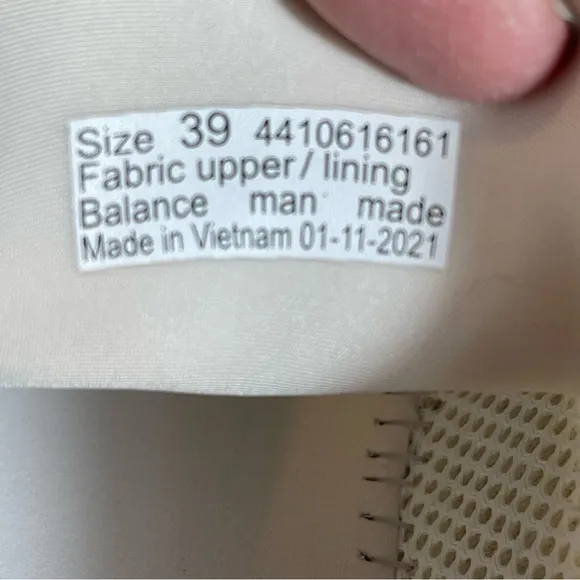 Size 39 4410616161
Fabric upper/ lining
Balance man made
Made in Vietnam 01-11-2021